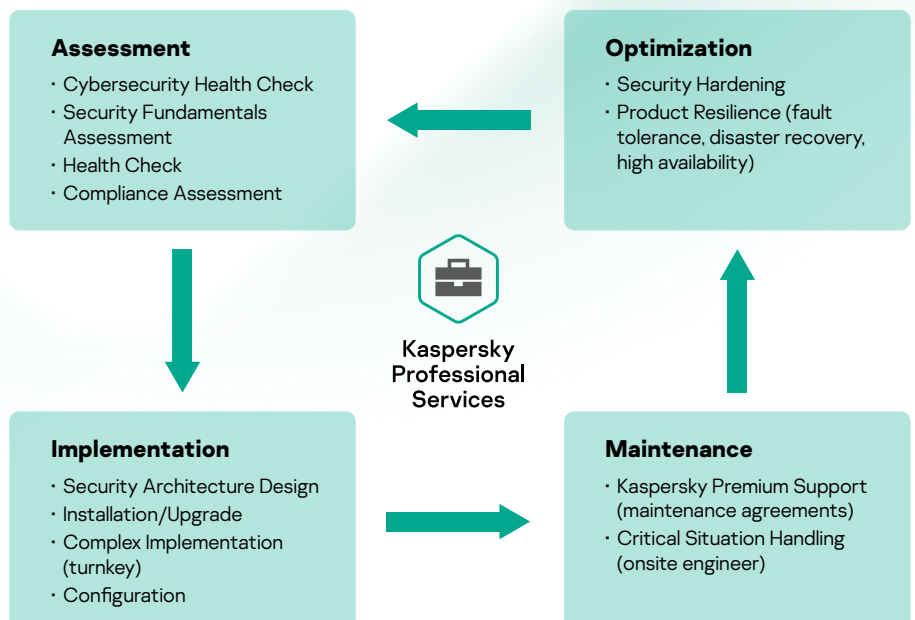 Assessment
· Cybersecurity Health Check
· Security Fundamentals
Assessment
· Health Check
· Compliance Assessment
Optimization
· Security Hardening
· Product Resilience (fault
tolerance, disaster recovery,
high availability)
Kaspersky
Professional
Services
Implementation
· Security Architecture Design
· Installation/Upgrade
· Complex Implementation
(turnkey)
· Configuration
Maintenance
· Kaspersky Premium Support
(maintenance agreements)
· Critical Situation Handling
(onsite engineer)